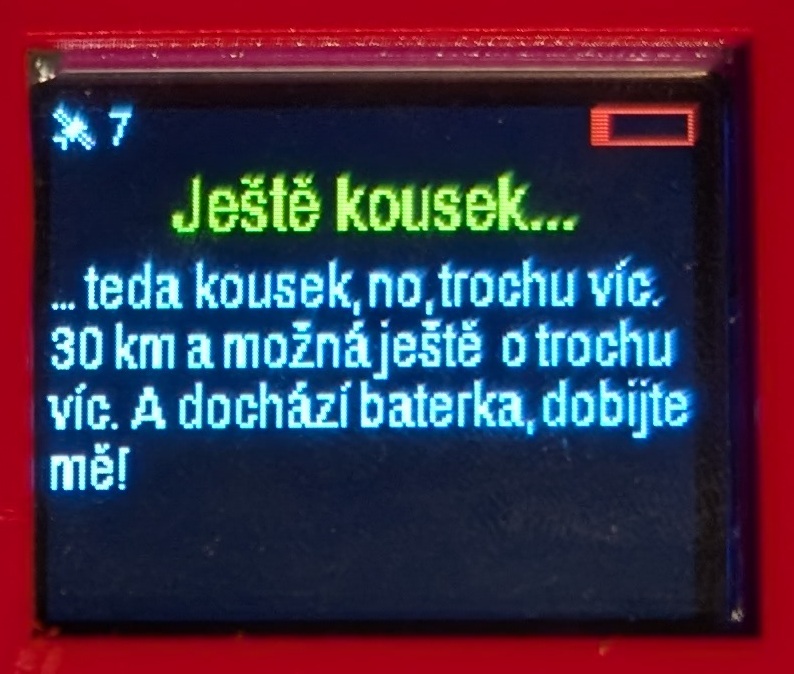 7
Ještě kousek...
... teda kousek, no, trochu víc.
30 km a možná ještě o trochu
víc. A dochází baterka, dobijte
mě!